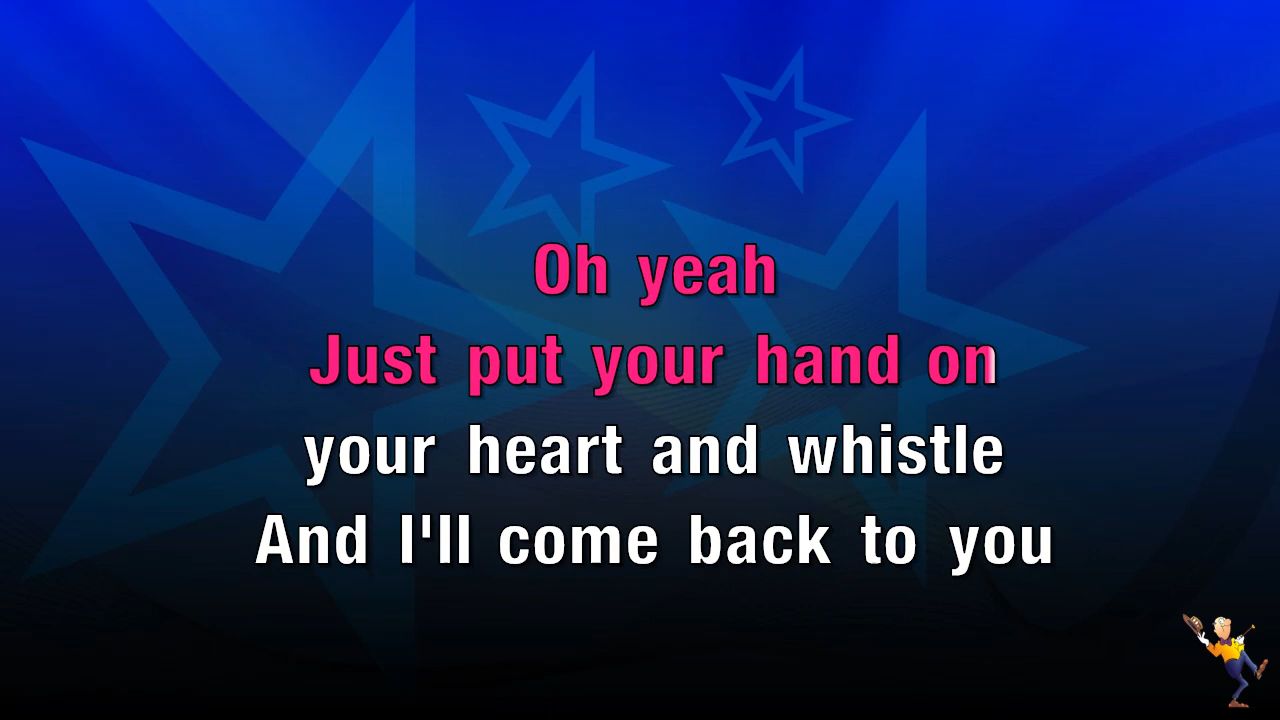 Oh yeah
Just put your hand on
your heart and whistle
And I'll come back to you